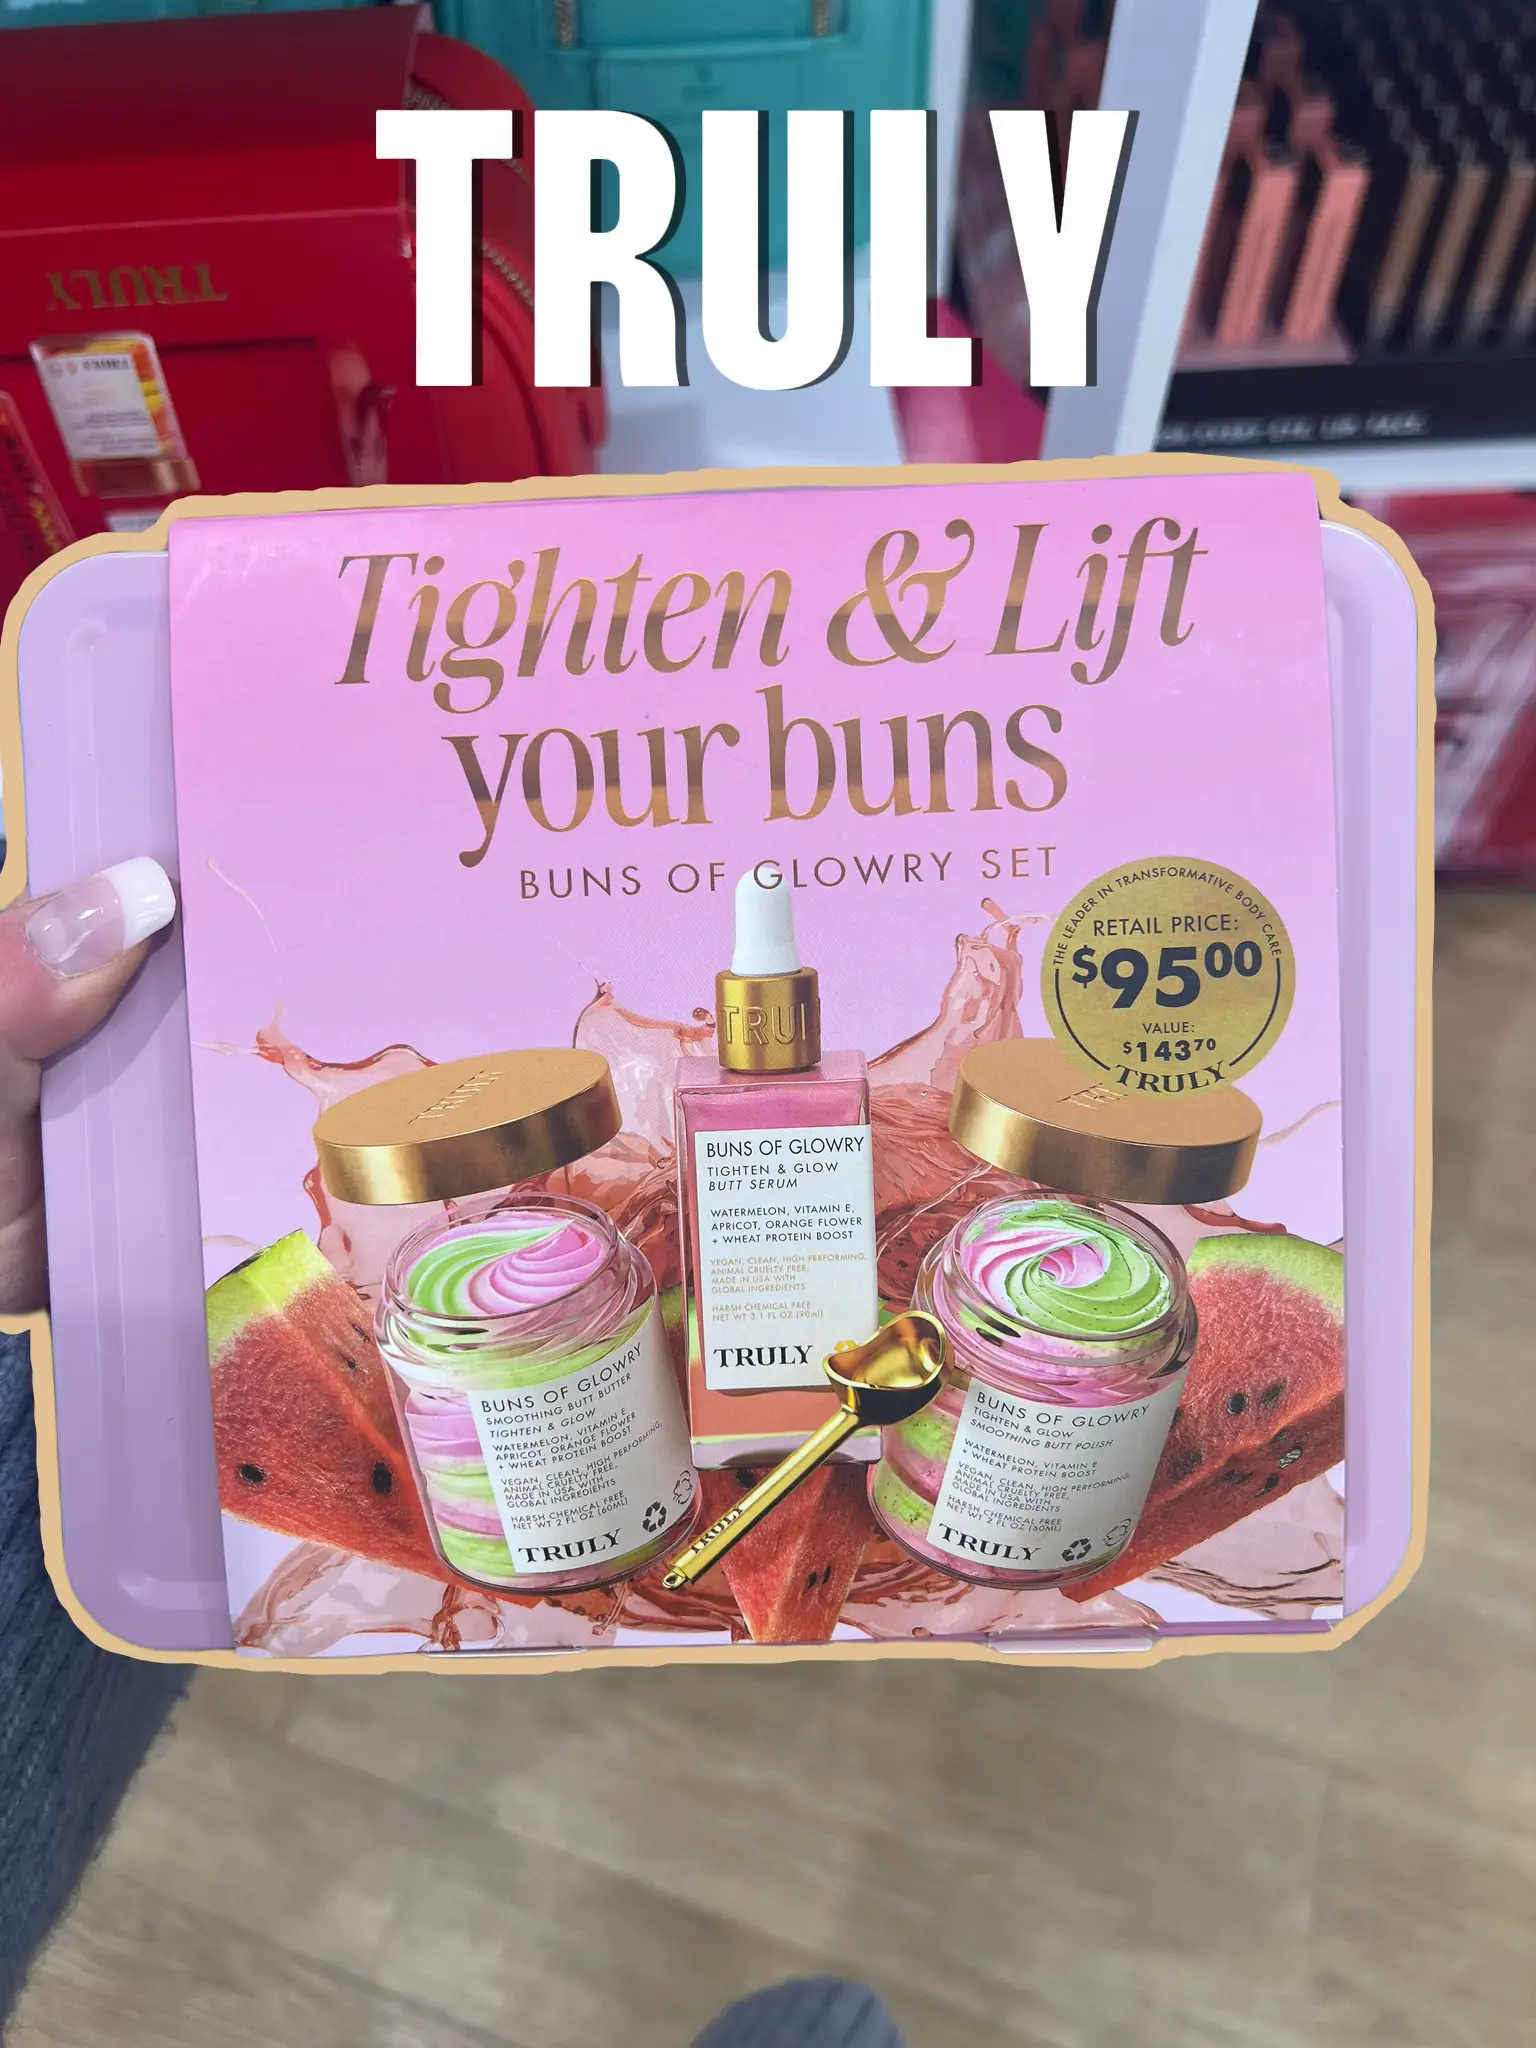 TRULY
TRULY
Tighten & Lift
your buns
BUNS OF GLOWRY SET
THE LEADER IN TRANSFORMATIVE BODY CARE
RETAIL PRICE:
$95.00
VALUE:
$143.70
TRULY
TRULY
BUNS OF GLOWRY
TIGHTEN & GLOW
BUTT SERUM
WATERMELON, VITAMIN E,
APRICOT, ORANGE FLOWER
+ WHEAT PROTEIN BOOST
VEGAN, CLEAN, HIGH PERFORMING,
ANIMAL CRUELTY FREE,
MADE IN USA WITH
GLOBAL INGREDIENTS
HARSH CHEMICAL FREE
NET WT 3.1 FL OZ (90ml)
TRULY
BUNS OF GLOWRY
SMOOTHING BUTT BUTTER
TIGHTEN & GLOW
WATERMELON, VITAMIN E
APRICOT, ORANGE FLOWER
+ WHEAT PROTEIN BOOST
VEGAN, CLEAN, HIGH PERFORMING,
ANIMAL CRUELTY FREE,
MADE IN USA WITH
GLOBAL INGREDIENTS
HARSH CHEMICAL FREE
NET WT 2 FL OZ (60ML)
TRULY
TRULY
BUNS OF GLOWRY
TIGHTEN & GLOW
SMOOTHING BUTT POLISH
WATERMELON, VITAMIN E
+ WHEAT PROTEIN BOOST
VEGAN, CLEAN, HIGH PERFORMING,
ANIMAL CRUELTY FREE,
MADE IN USA WITH
GLOBAL INGREDIENTS
HARSH CHEMICAL FREE
NET WT 2 FL OZ (60ML)
TRULY